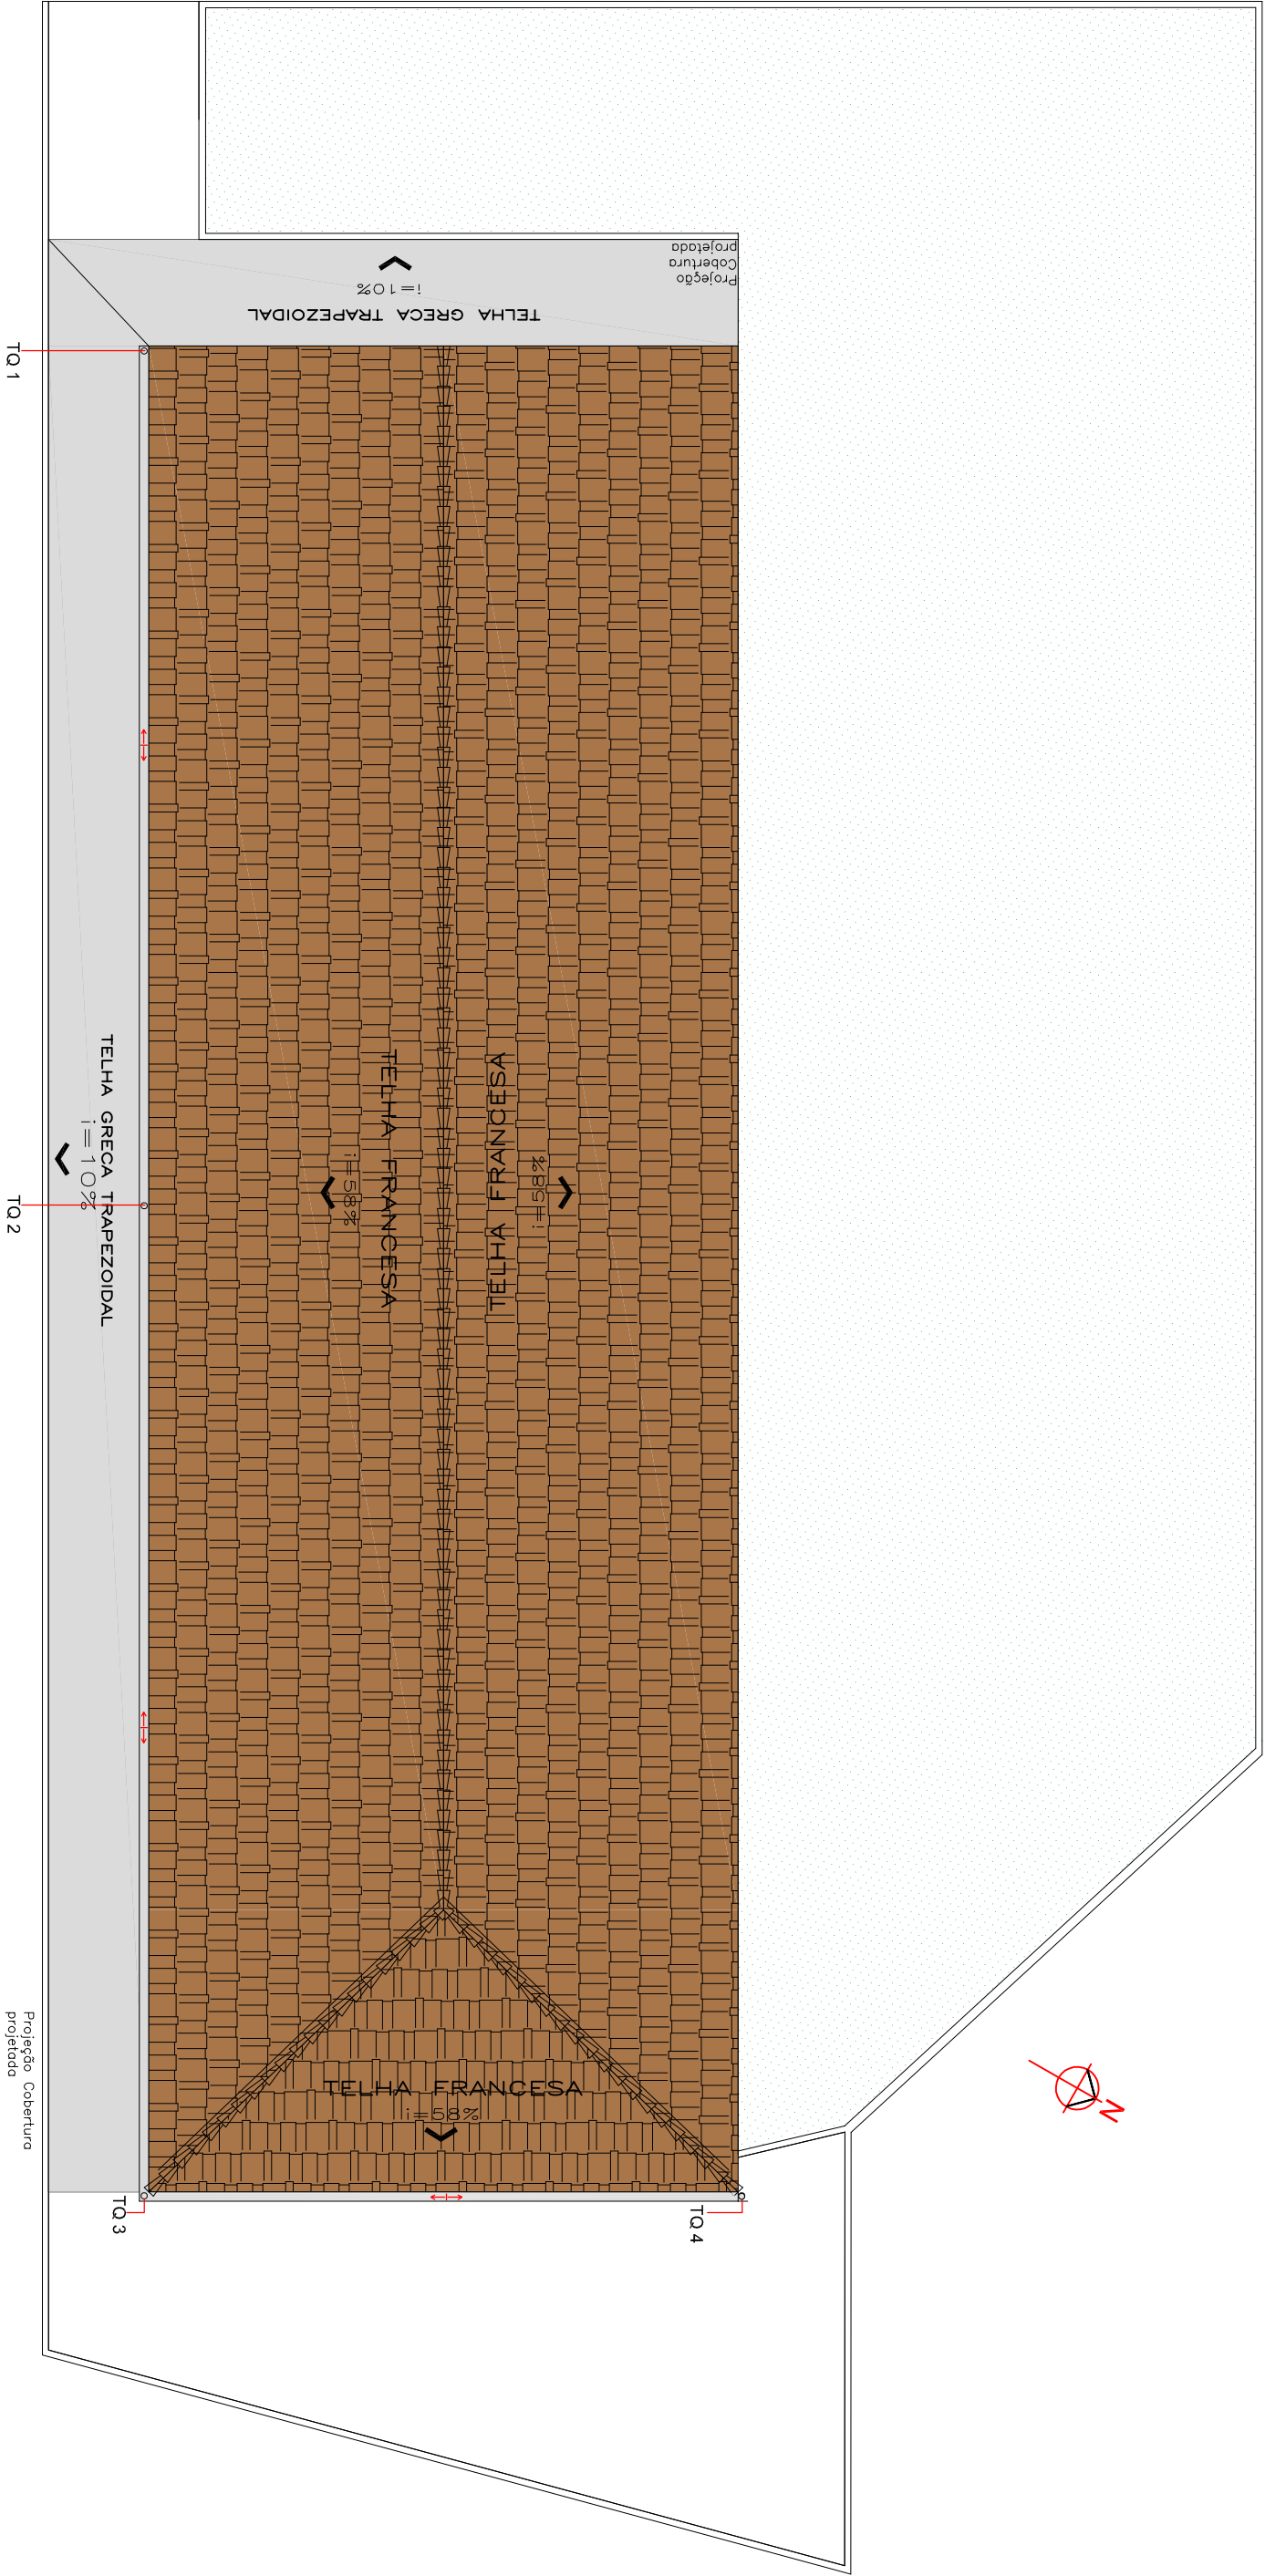 Projeção
Cobertura
projetada
i=10%
TELHA GRECA TRAPEZOIDAL
TQ 1
TELHA GRECA TRAPEZOIDAL
i=10%
TQ 2
TELHA FRANCESA
i=58%
TELHA FRANCESA
i=58%
TELHA FRANCESA
i=58%
Projeção Cobertura
projetada
TQ 3
TQ 4
N